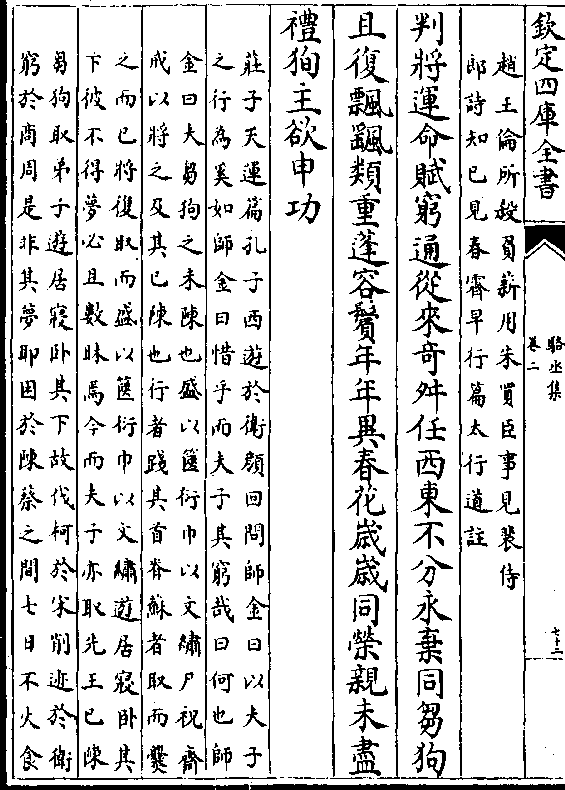 欽定四庫全書
駱丞集
卷二
七十二
趙王倫所殺負薪用朱買臣事見裴侍
郎詩知已見春霽早行篇太行道註
判將運命賦窮通從來奇舛任西東不分永棄同芻狗
且復飄颻類重蓬容鬢年年異春花歲歲同榮親未盡
禮狥主欲申功
莊子天運篇孔子西遊於衛顔回問師金曰以夫子
之行為奚如師金曰惜乎而夫子其窮哉曰何也師
金曰夫芻狗之未陳也盛以篋衍巾以文繡尸祝齋
戒以將之及其已陳也行者踐其首脊蘇者取而爨
之而已將復取而盛以篋衍巾以文繡遊居寢卧其
下彼不得夢必且數眯焉今而夫子亦取先王已陳
芻狗取弟子遊居寢卧其下故伐柯於宋削迹於衛
窮於商周是非其夢耶困於陳蔡之間七日不火食